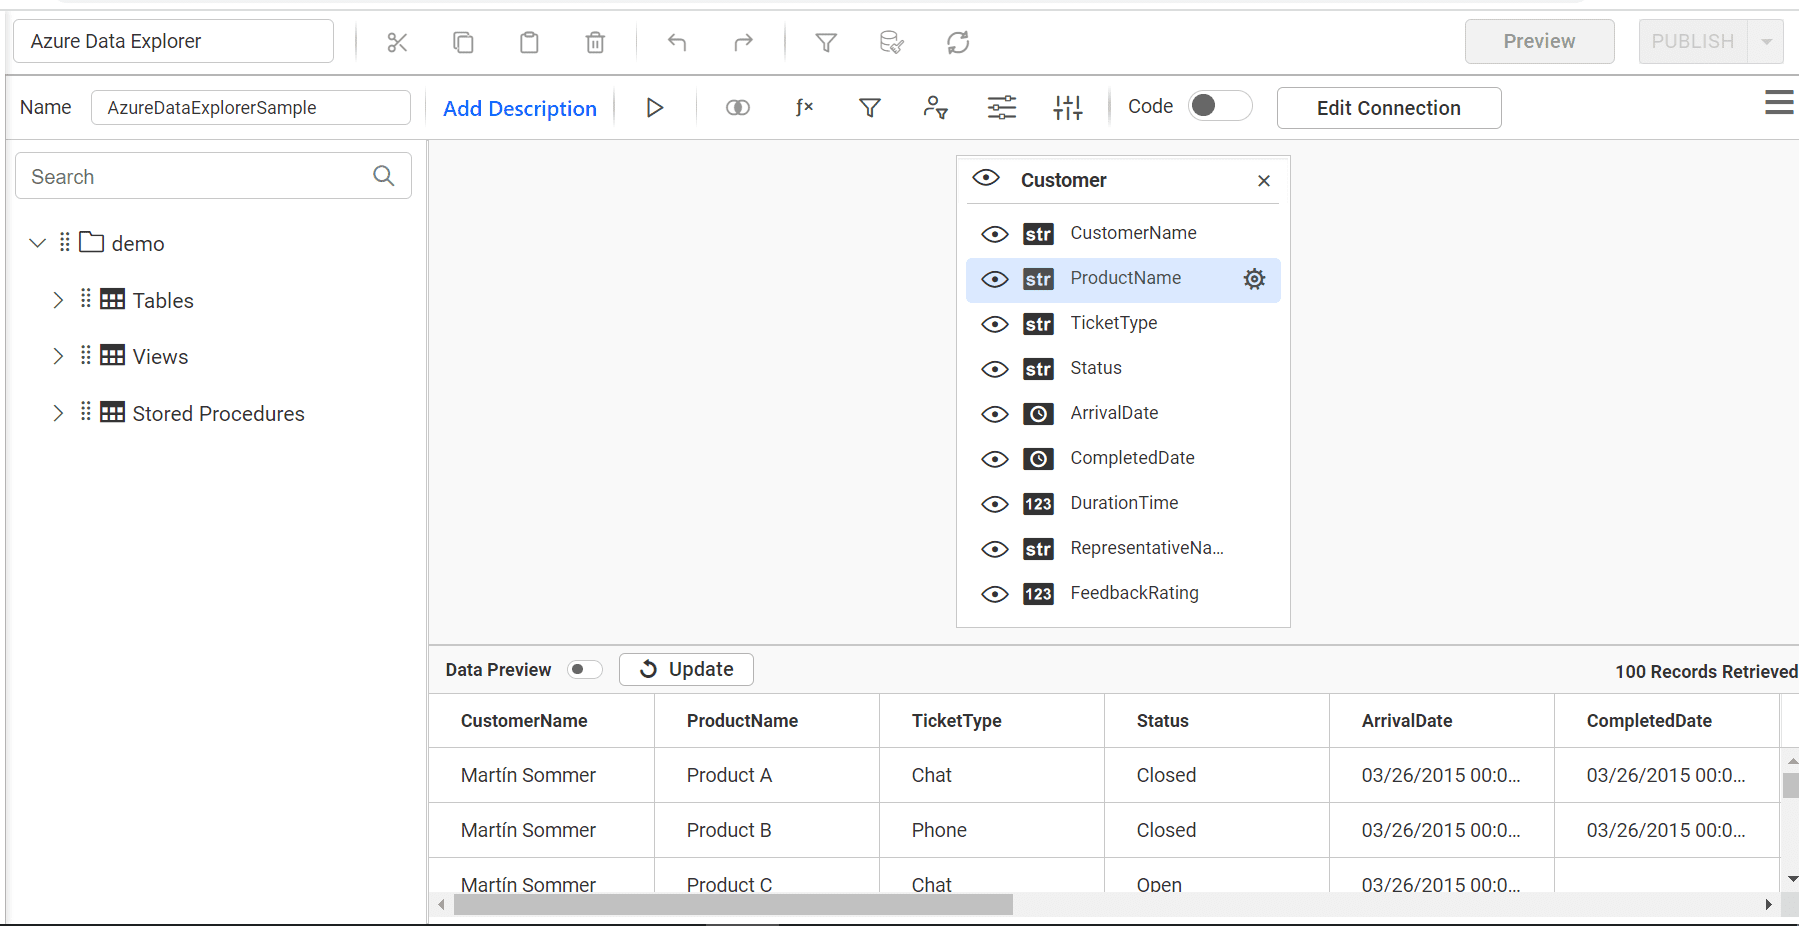 Azure Data Explorer
Preview
PUBLISH
Name
AzureDataExplorerSample
Add Description
ƒx
Code
Edit Connection
Search
demo
Tables
Views
Stored Procedures
Customer
str CustomerName
str ProductName
str TicketType
str Status
ArrivalDate
CompletedDate
123 DurationTime
str RepresentativeNa...
123 FeedbackRating
Data Preview
Update
100 Records Retrieved
CustomerName ProductName TicketType Status ArrivalDate CompletedDate
Martín Sommer Product A Chat Closed 03/26/2015 00:0... 03/26/2015 00:0...
Martín Sommer Product B Phone Closed 03/26/2015 00:0... 03/26/2015 00:0...
Martín Sommer Product C Chat Open 03/26/2015 00:0...